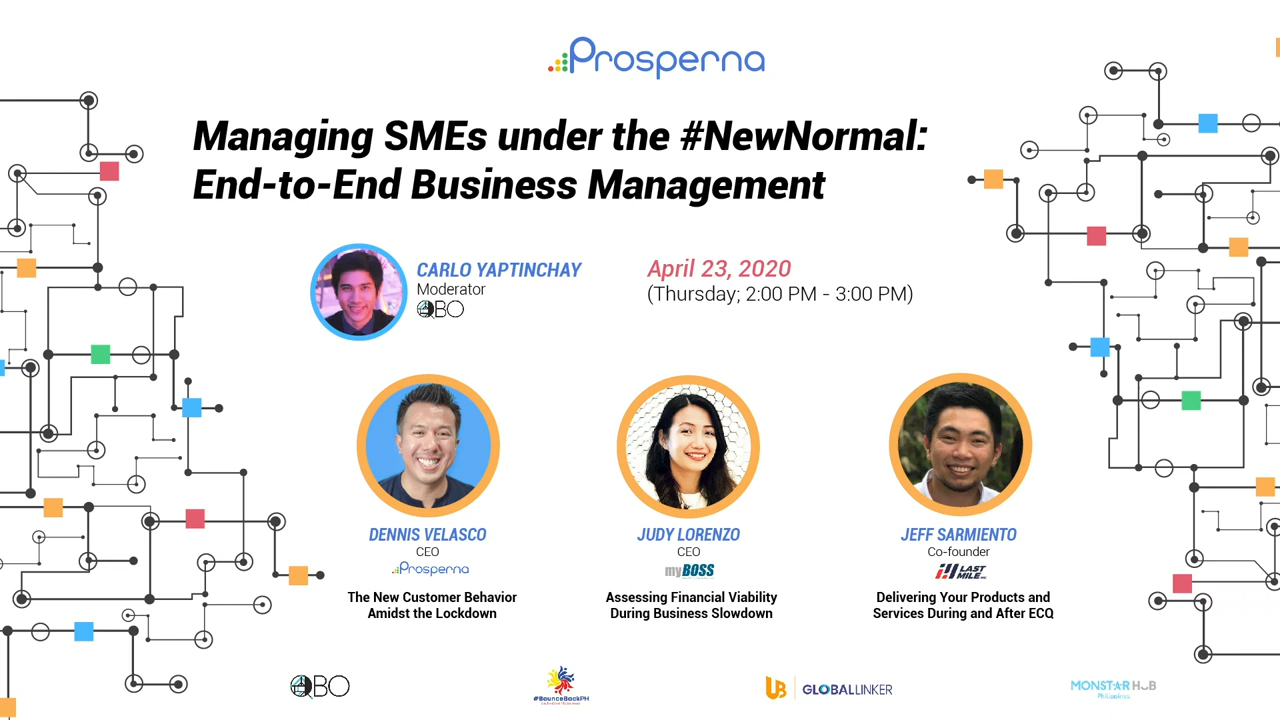 Prosperna
Managing SMEs under the #NewNormal:
End-to-End Business Management
CARLO YAPTINCHAY
Moderator
QBO
April 23, 2020
(Thursday; 2:00 PM - 3:00 PM)
DENNIS VELASCO
CEO
Prosperna
The New Customer Behavior
Amidst the Lockdown
JUDY LORENZO
CEO
myBOSS
Assessing Financial Viability
During Business Slowdown
JEFF SARMIENTO
Co-founder
LAST
MILE
Delivering Your Products and
Services During and After ECQ
QBO
#BounceBackPH
UB GLOBALLINKER
MONSTAR HUB
Philippines